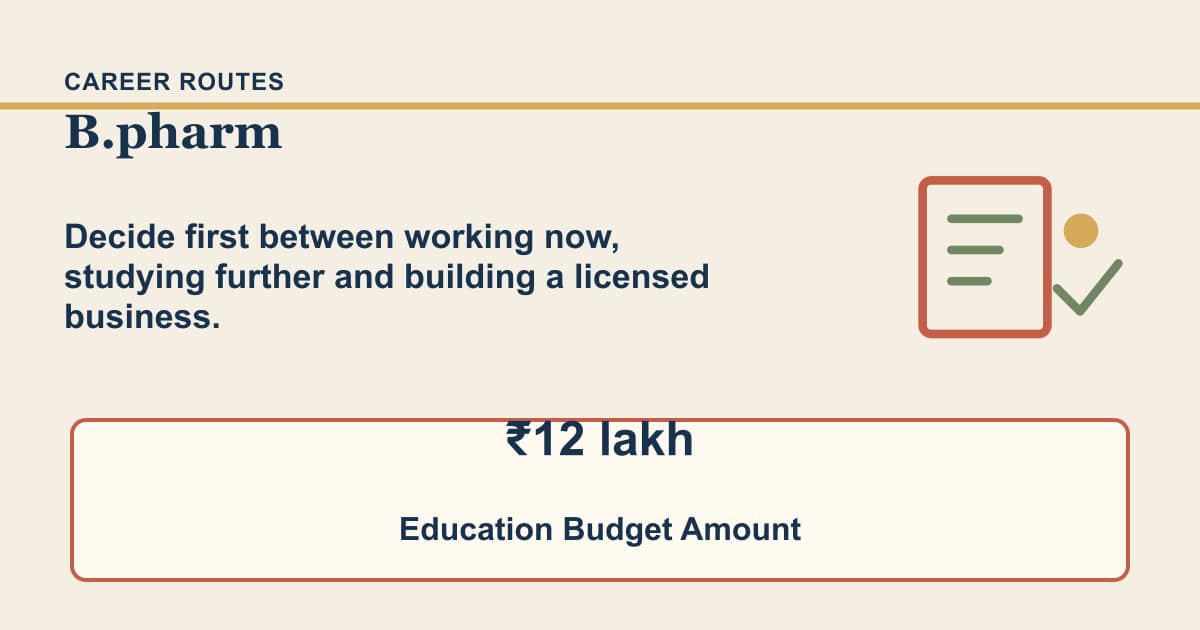 CAREER ROUTES
B.pharm
Decide first between working now,
studying further and building a licensed
business.
₹12 lakh
Education Budget Amount